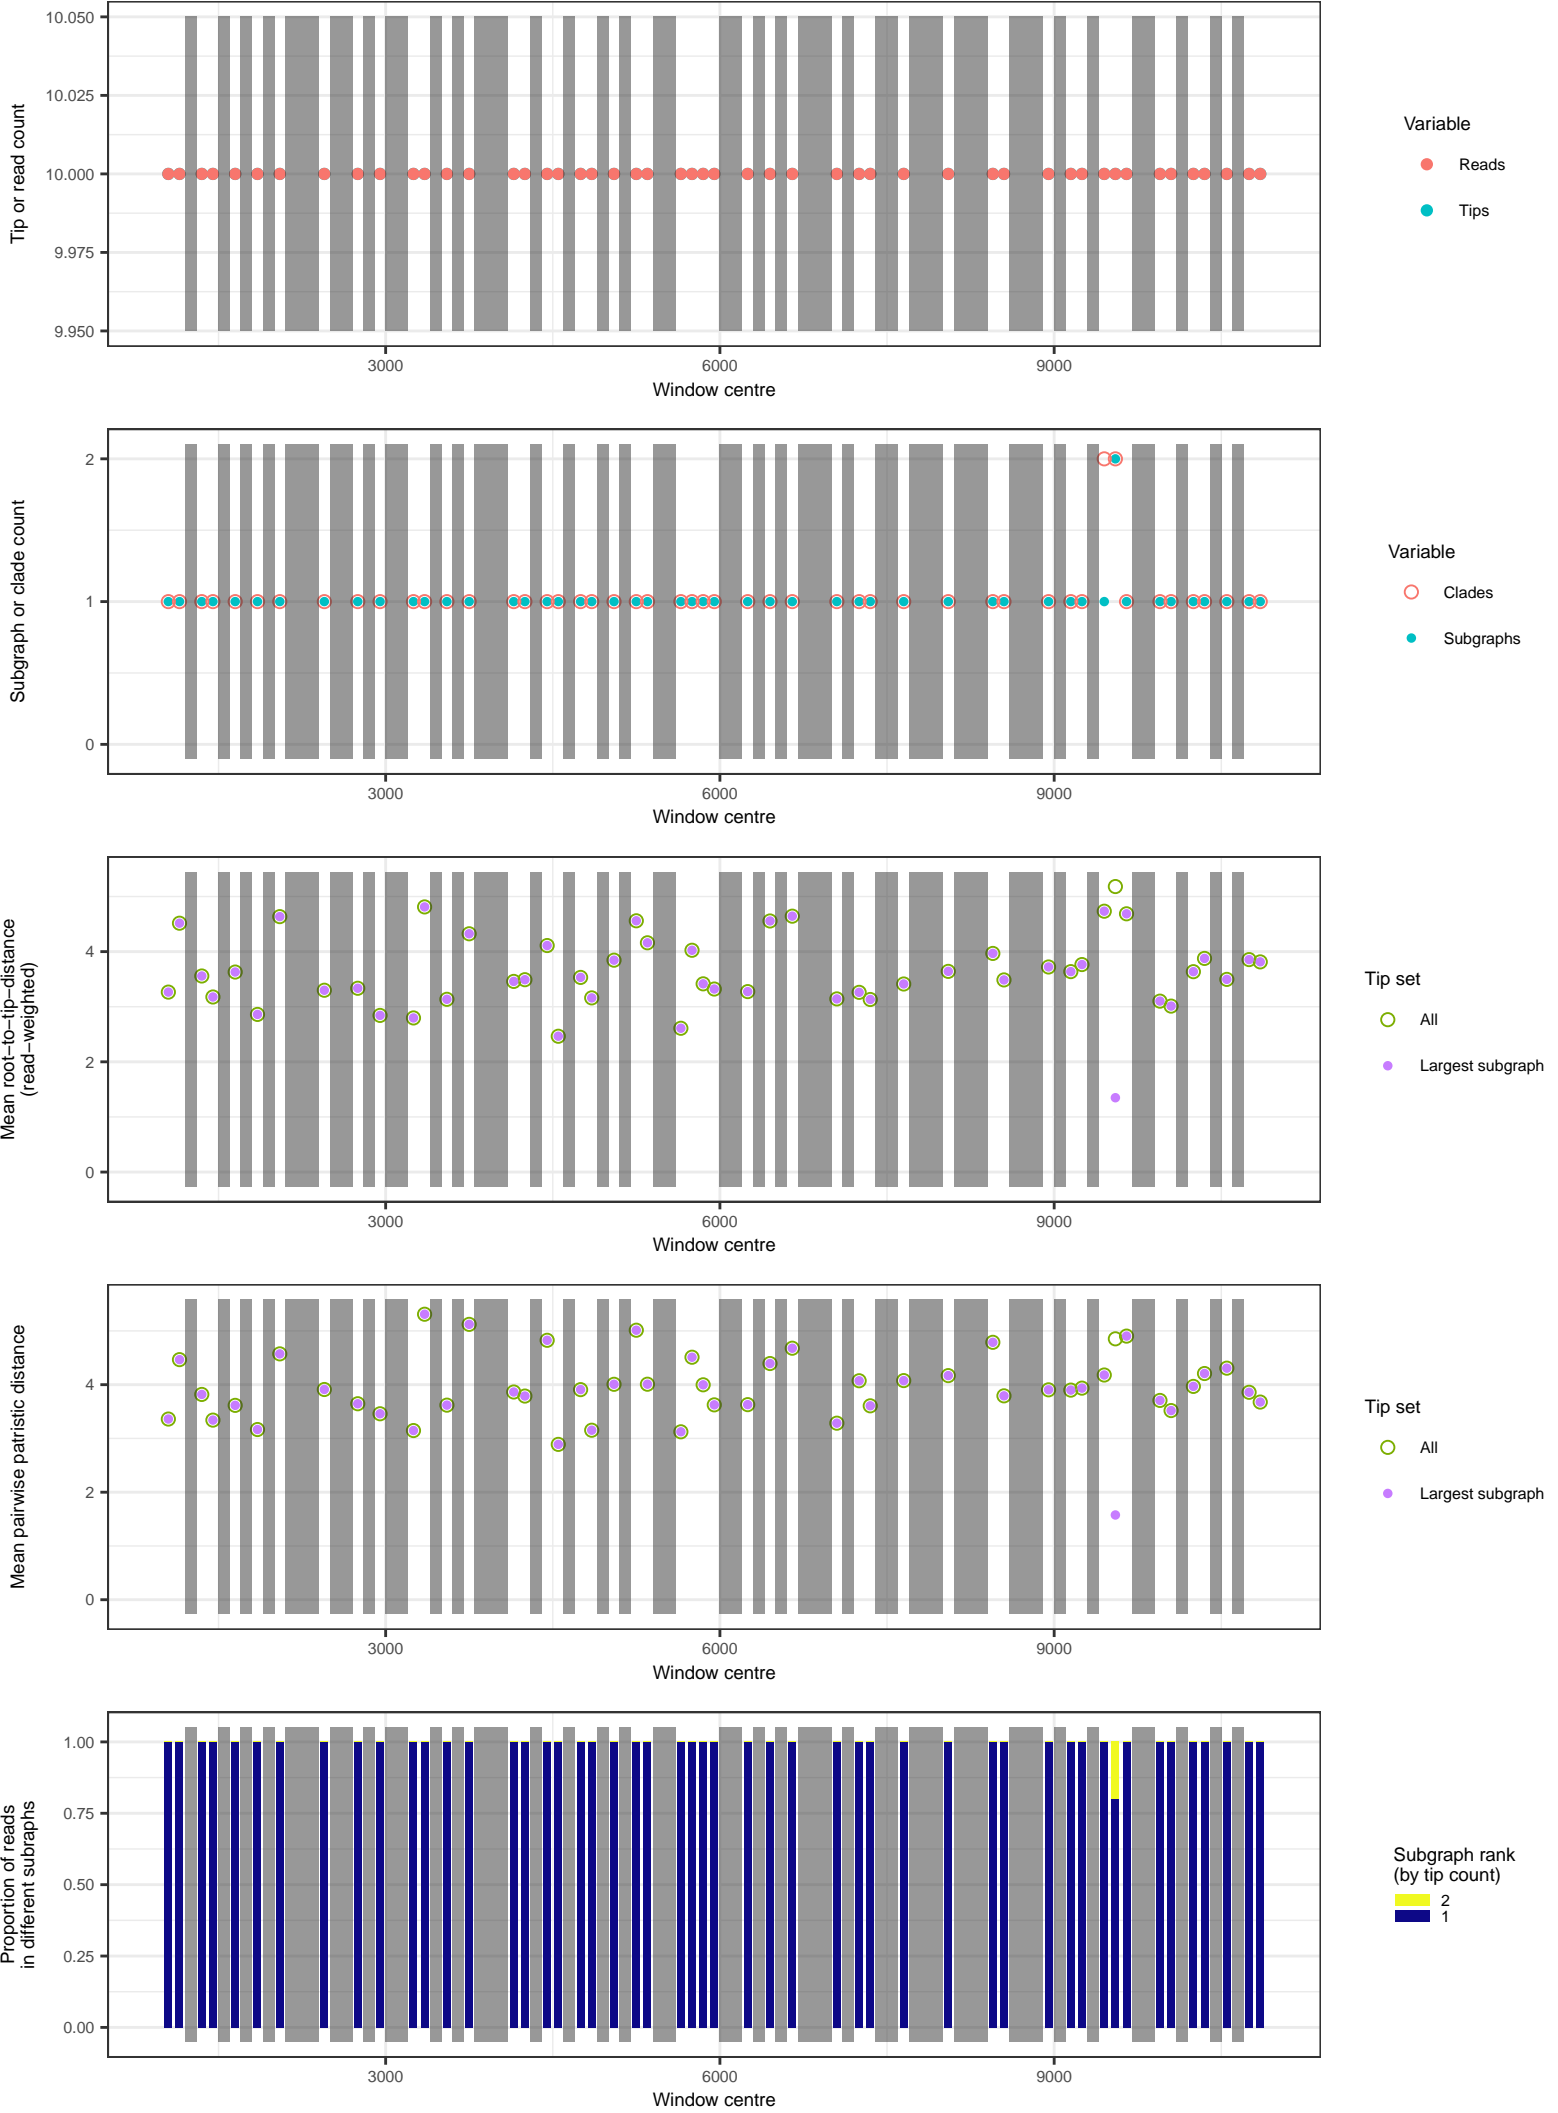 10.050
10.025
10.000
9.975
9.950
Tip or read count
3000
6000
9000
Window centre
Variable
Reads
Tips
2
1
0
Subgraph or clade count
3000
6000
9000
Window centre
Variable
Clades
Subgraphs
4
2
0
Mean root−to−tip−distance
(read−weighted)
3000
6000
9000
Window centre
Tip set
All
Largest subgraph
4
2
0
Mean pairwise patristic distance
3000
6000
9000
Window centre
Tip set
All
Largest subgraph
1.00
0.75
0.50
0.25
0.00
Proportion of reads
in different subraphs
3000
6000
9000
Window centre
Subgraph rank
(by tip count)
2
1